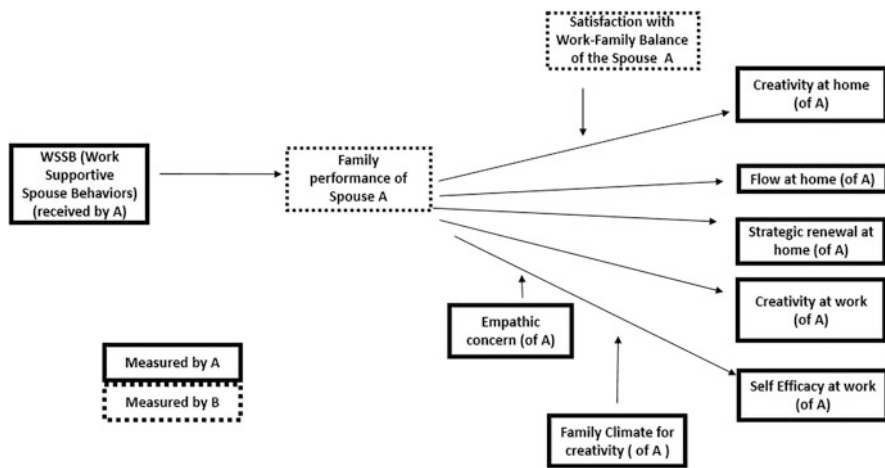 Satisfaction with
Work-Family Balance
of the Spouse A
Creativity at home
(of A)
WSSB (Work
Supportive
Spouse Behaviors)
(received by A)
Family
performance of
Spouse A
Flow at home (of A)
Strategic renewal at
home (of A)
Creativity at work
(of A)
Empathic
concern (of A)
Measured by A
Measured by B
Self Efficacy at work
(of A)
Family Climate for
creativity ( of A )